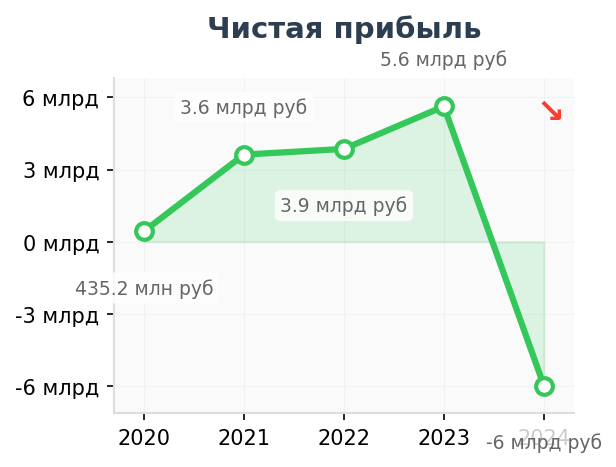 Чистая прибыль
5.6 млрд руб
6 млрд
3.6 млрд руб
3 млрд
3.9 млрд руб
0 млрд
435.2 млн руб
-3 млрд
-6 млрд
2020 2021 2022 2023 2024
-6 млрд руб